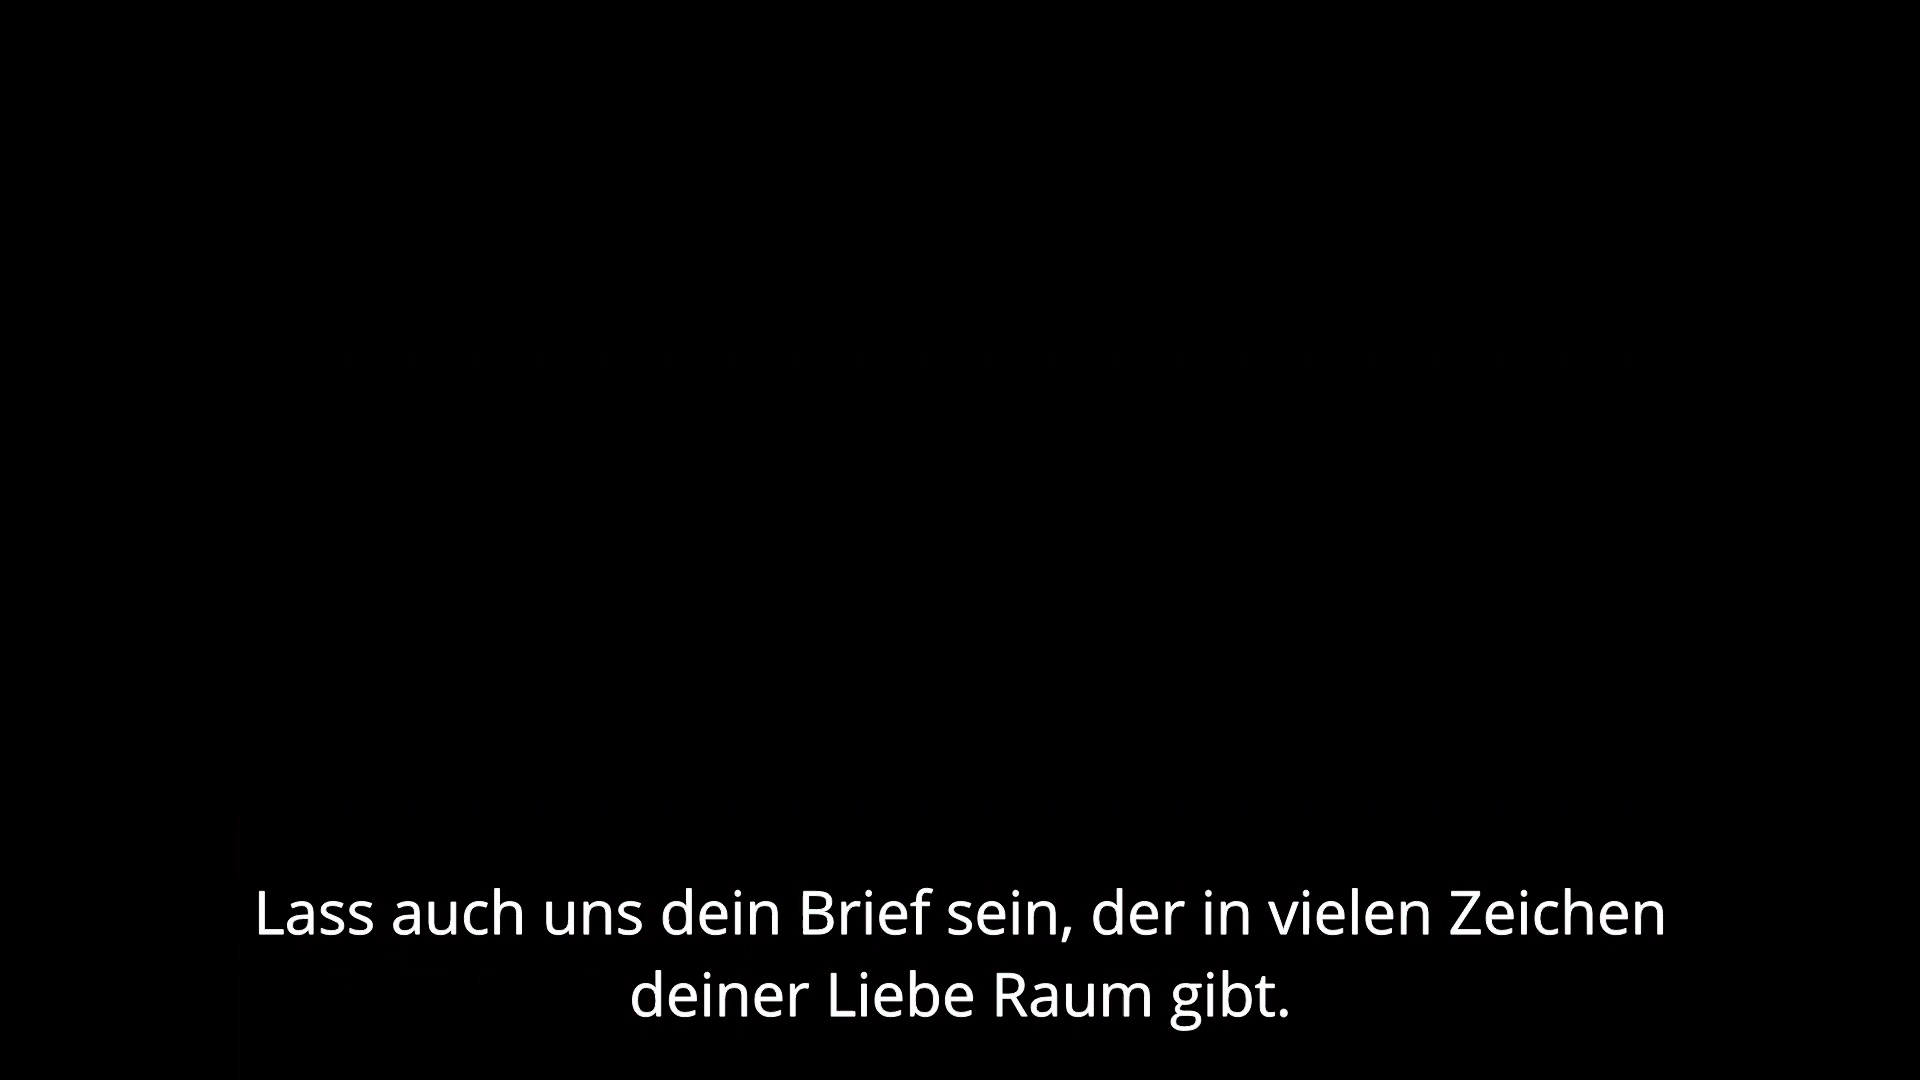 Lass auch uns dein Brief sein, der in vielen Zeichen
deiner Liebe Raum gibt.